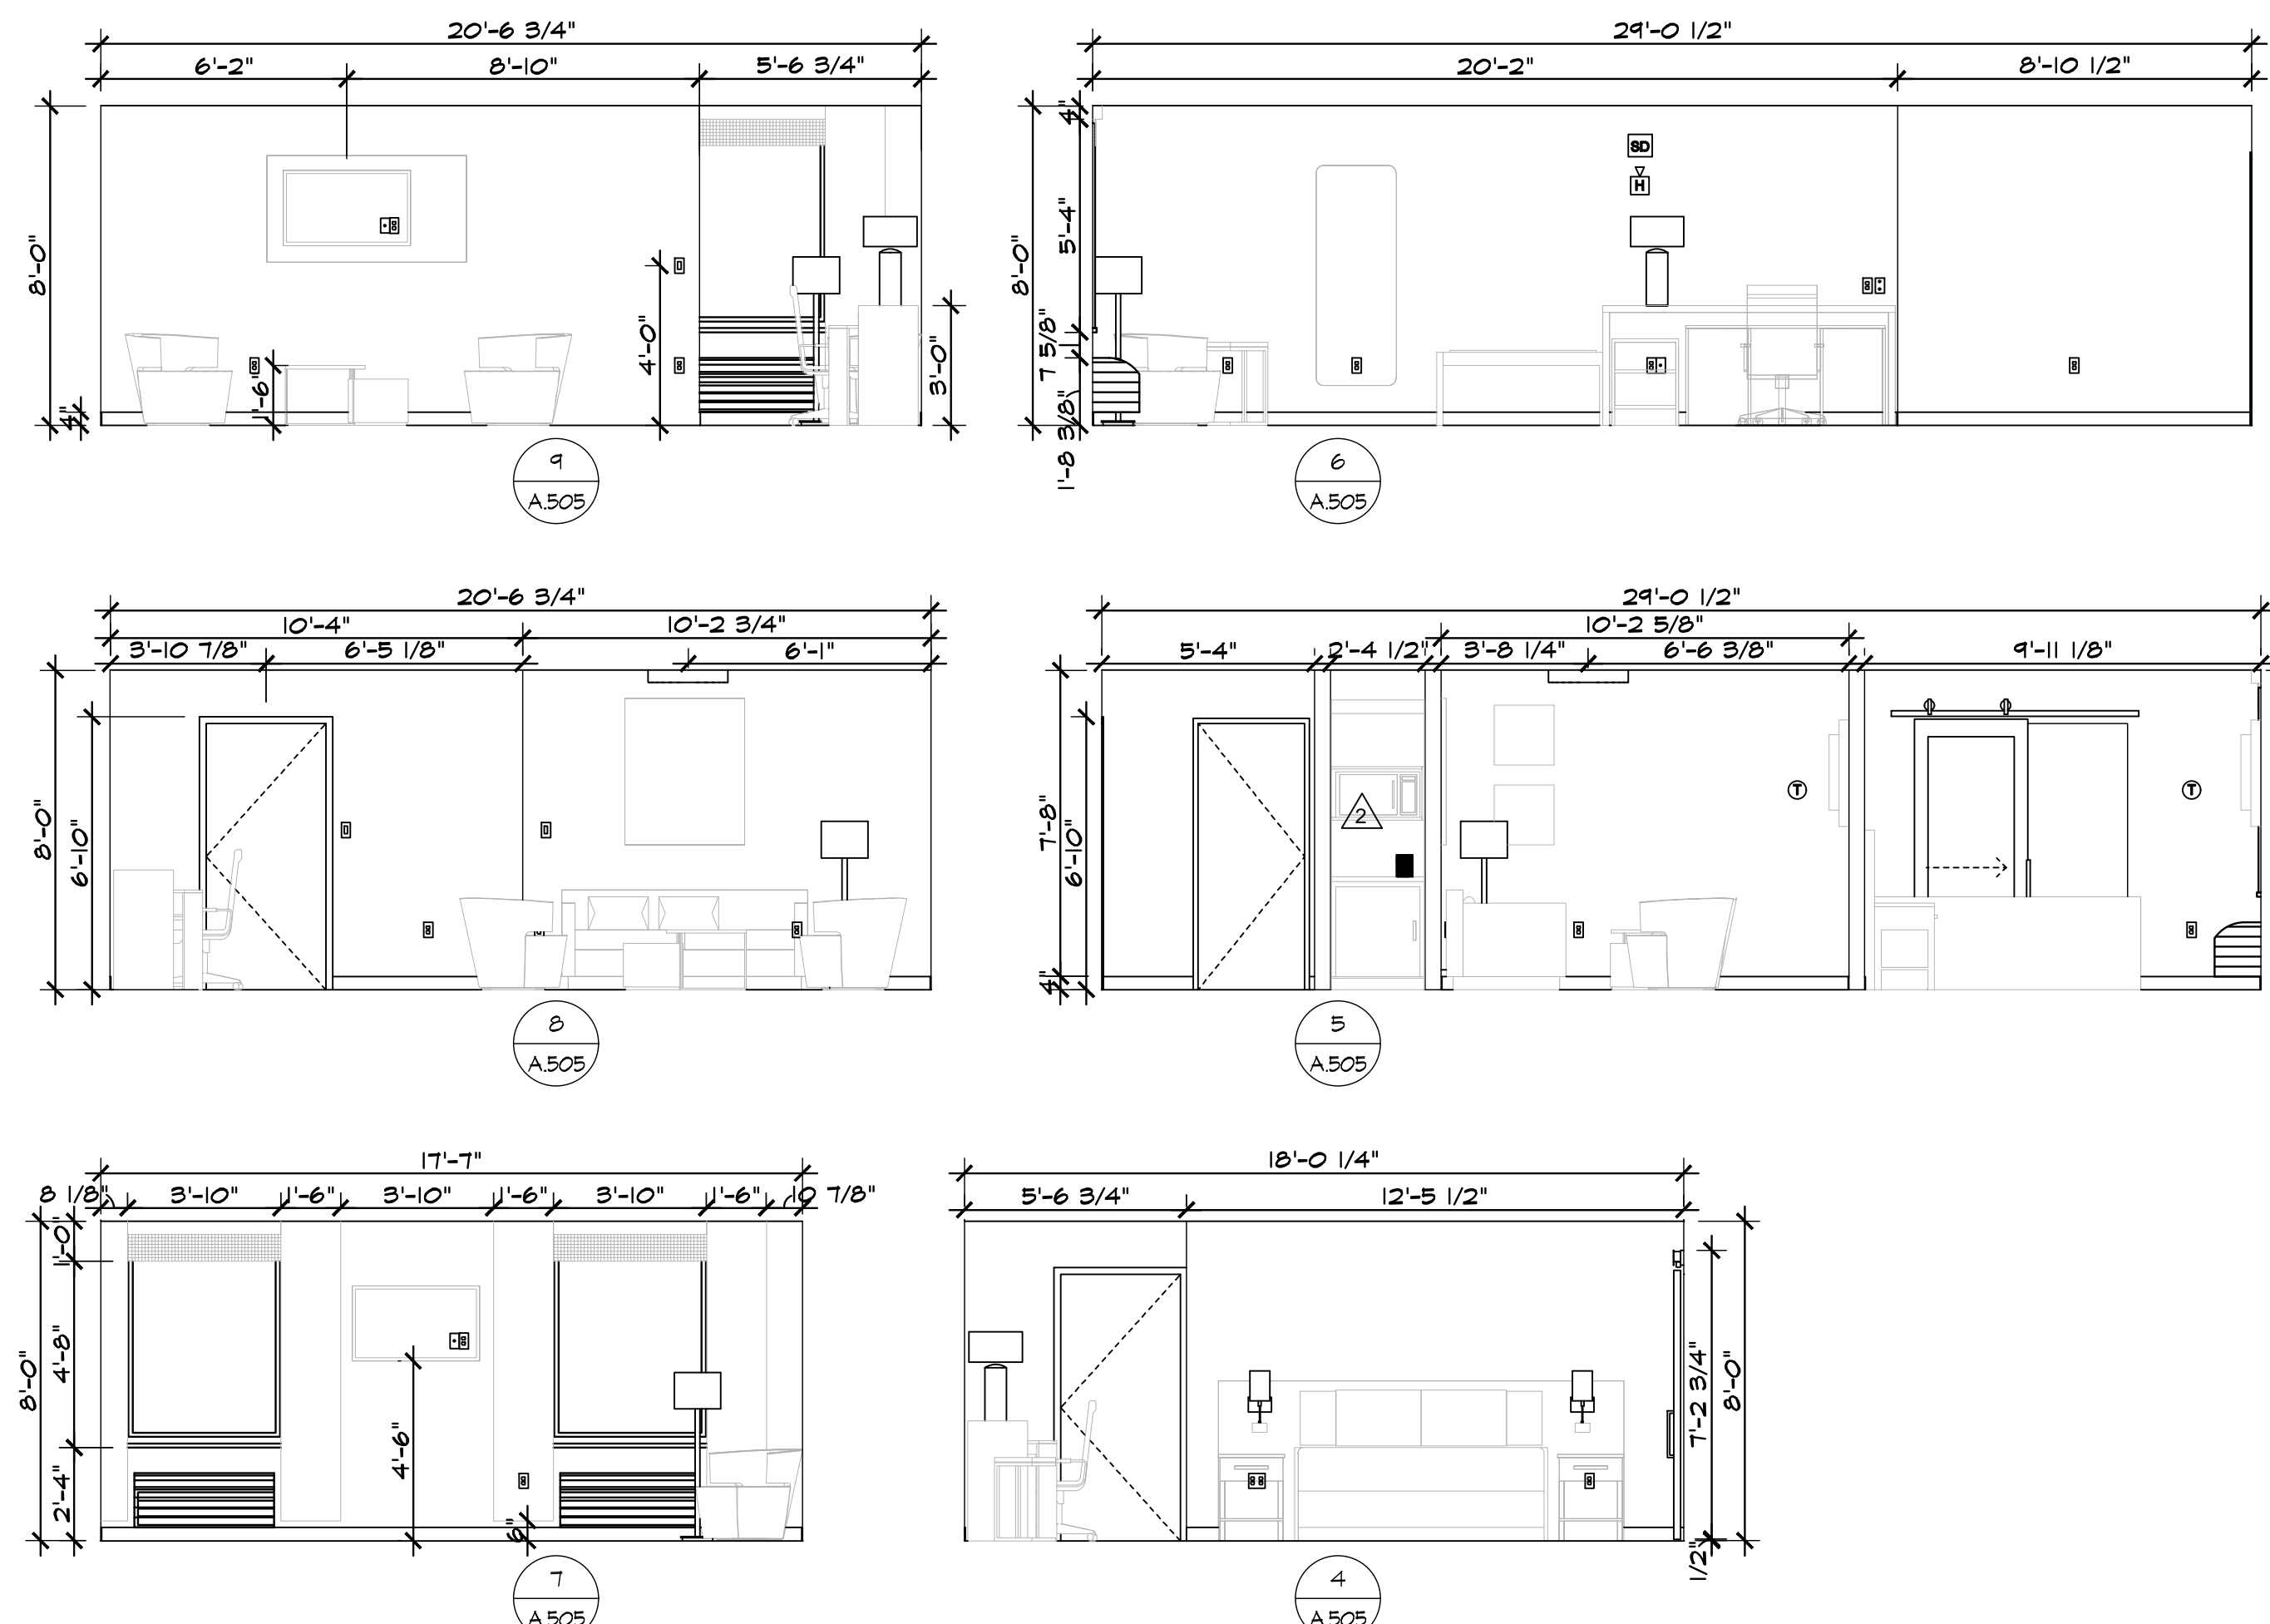 20'-6 3/4"
6'-2" 8'-10" 5'-6 3/4"
8'-0"
4"
1'-6"
4'-0"
3'-0"
9
A.505
29'-0 1/2"
20'-2" 8'-10 1/2"
8'-0"
4"
5'-4"
7 5/8"
1'-8 3/8"
SD
H
6
A.505
20'-6 3/4"
10'-4" 10'-2 3/4"
3'-10 7/8" 6'-5 1/8" 6'-1"
8'-0"
6'-10"
8
A.505
29'-0 1/2"
10'-2 5/8"
5'-4" 2'-4 1/2" 3'-8 1/4" 6'-6 3/8" 9'-11 1/8"
7'-8"
6'-10"
4"
2
T
T
5
A.505
17'-7"
8 1/8" 3'-10" 1'-6" 3'-10" 1'-6" 3'-10" 1'-6" 10 7/8"
8'-0"
1'-0"
4'-8"
2'-4"
4'-6"
6"
7
A.505
18'-0 1/4"
5'-6 3/4" 12'-5 1/2"
7'-2 3/4"
8'-0"
1/2"
4
A.505